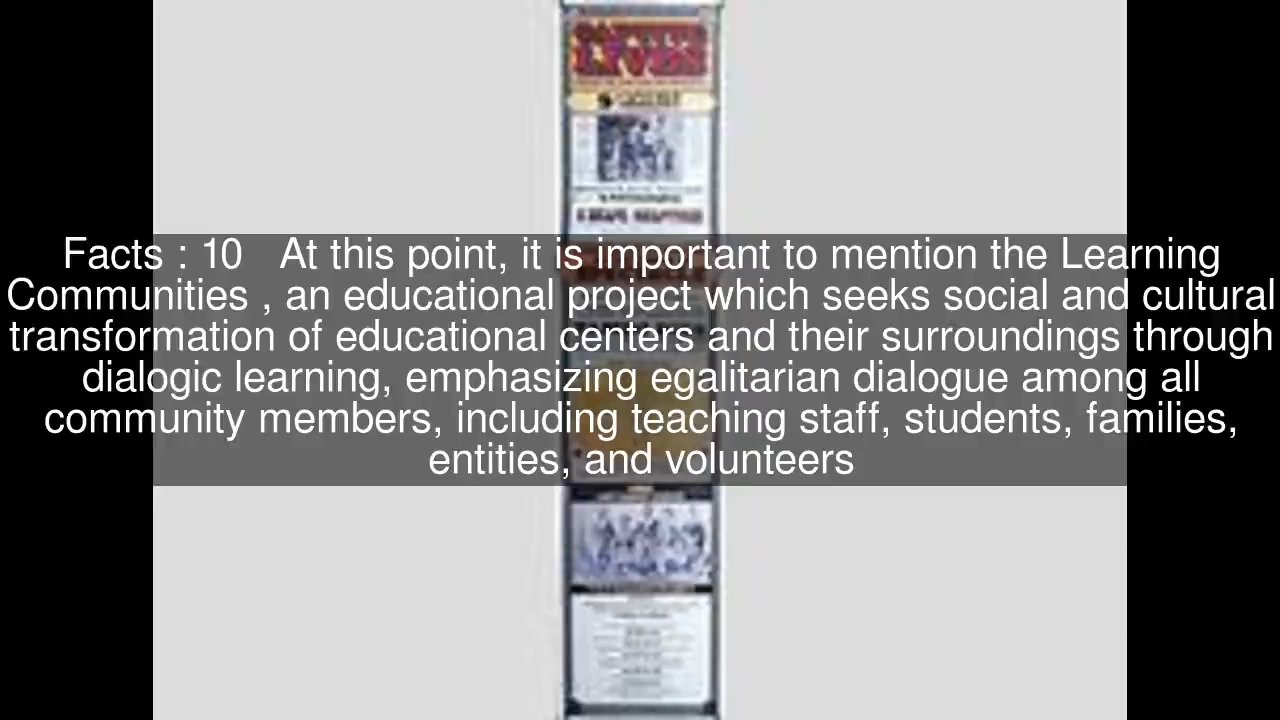 LIVES
Facts : 10 At this point, it is important to mention the Learning
Communities , an educational project which seeks social and cultural
transformation of educational centers and their surroundings through
dialogic learning, emphasizing egalitarian dialogue among all
community members, including teaching staff, students, families,
entities, and volunteers